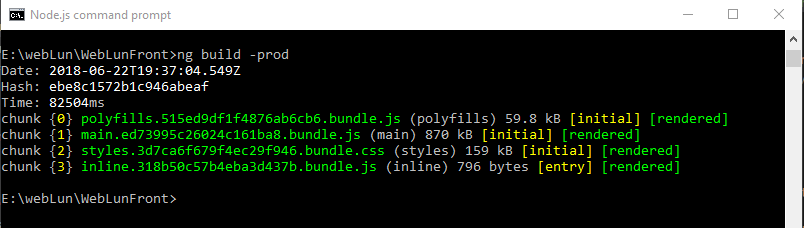 Node.js command prompt
E:\webLun\WebLunFront>ng build -prod
Date: 2018-06-22T19:37:04.549Z
Hash: ebe8c1572b1c946abeaf
Time: 82504ms
chunk {0} polyfills.515ed9df1f4876ab6cb6.bundle.js (polyfills) 59.8 kB [initial] [rendered]
chunk {1} main.ed73995c26024c161ba8.bundle.js (main) 870 kB [initial] [rendered]
chunk {2} styles.3d7ca6f679f4ec29f946.bundle.css (styles) 159 kB [initial] [rendered]
chunk {3} inline.318b50c57b4eba3d437b.bundle.js (inline) 796 bytes [entry] [rendered]
E:\webLun\WebLunFront>